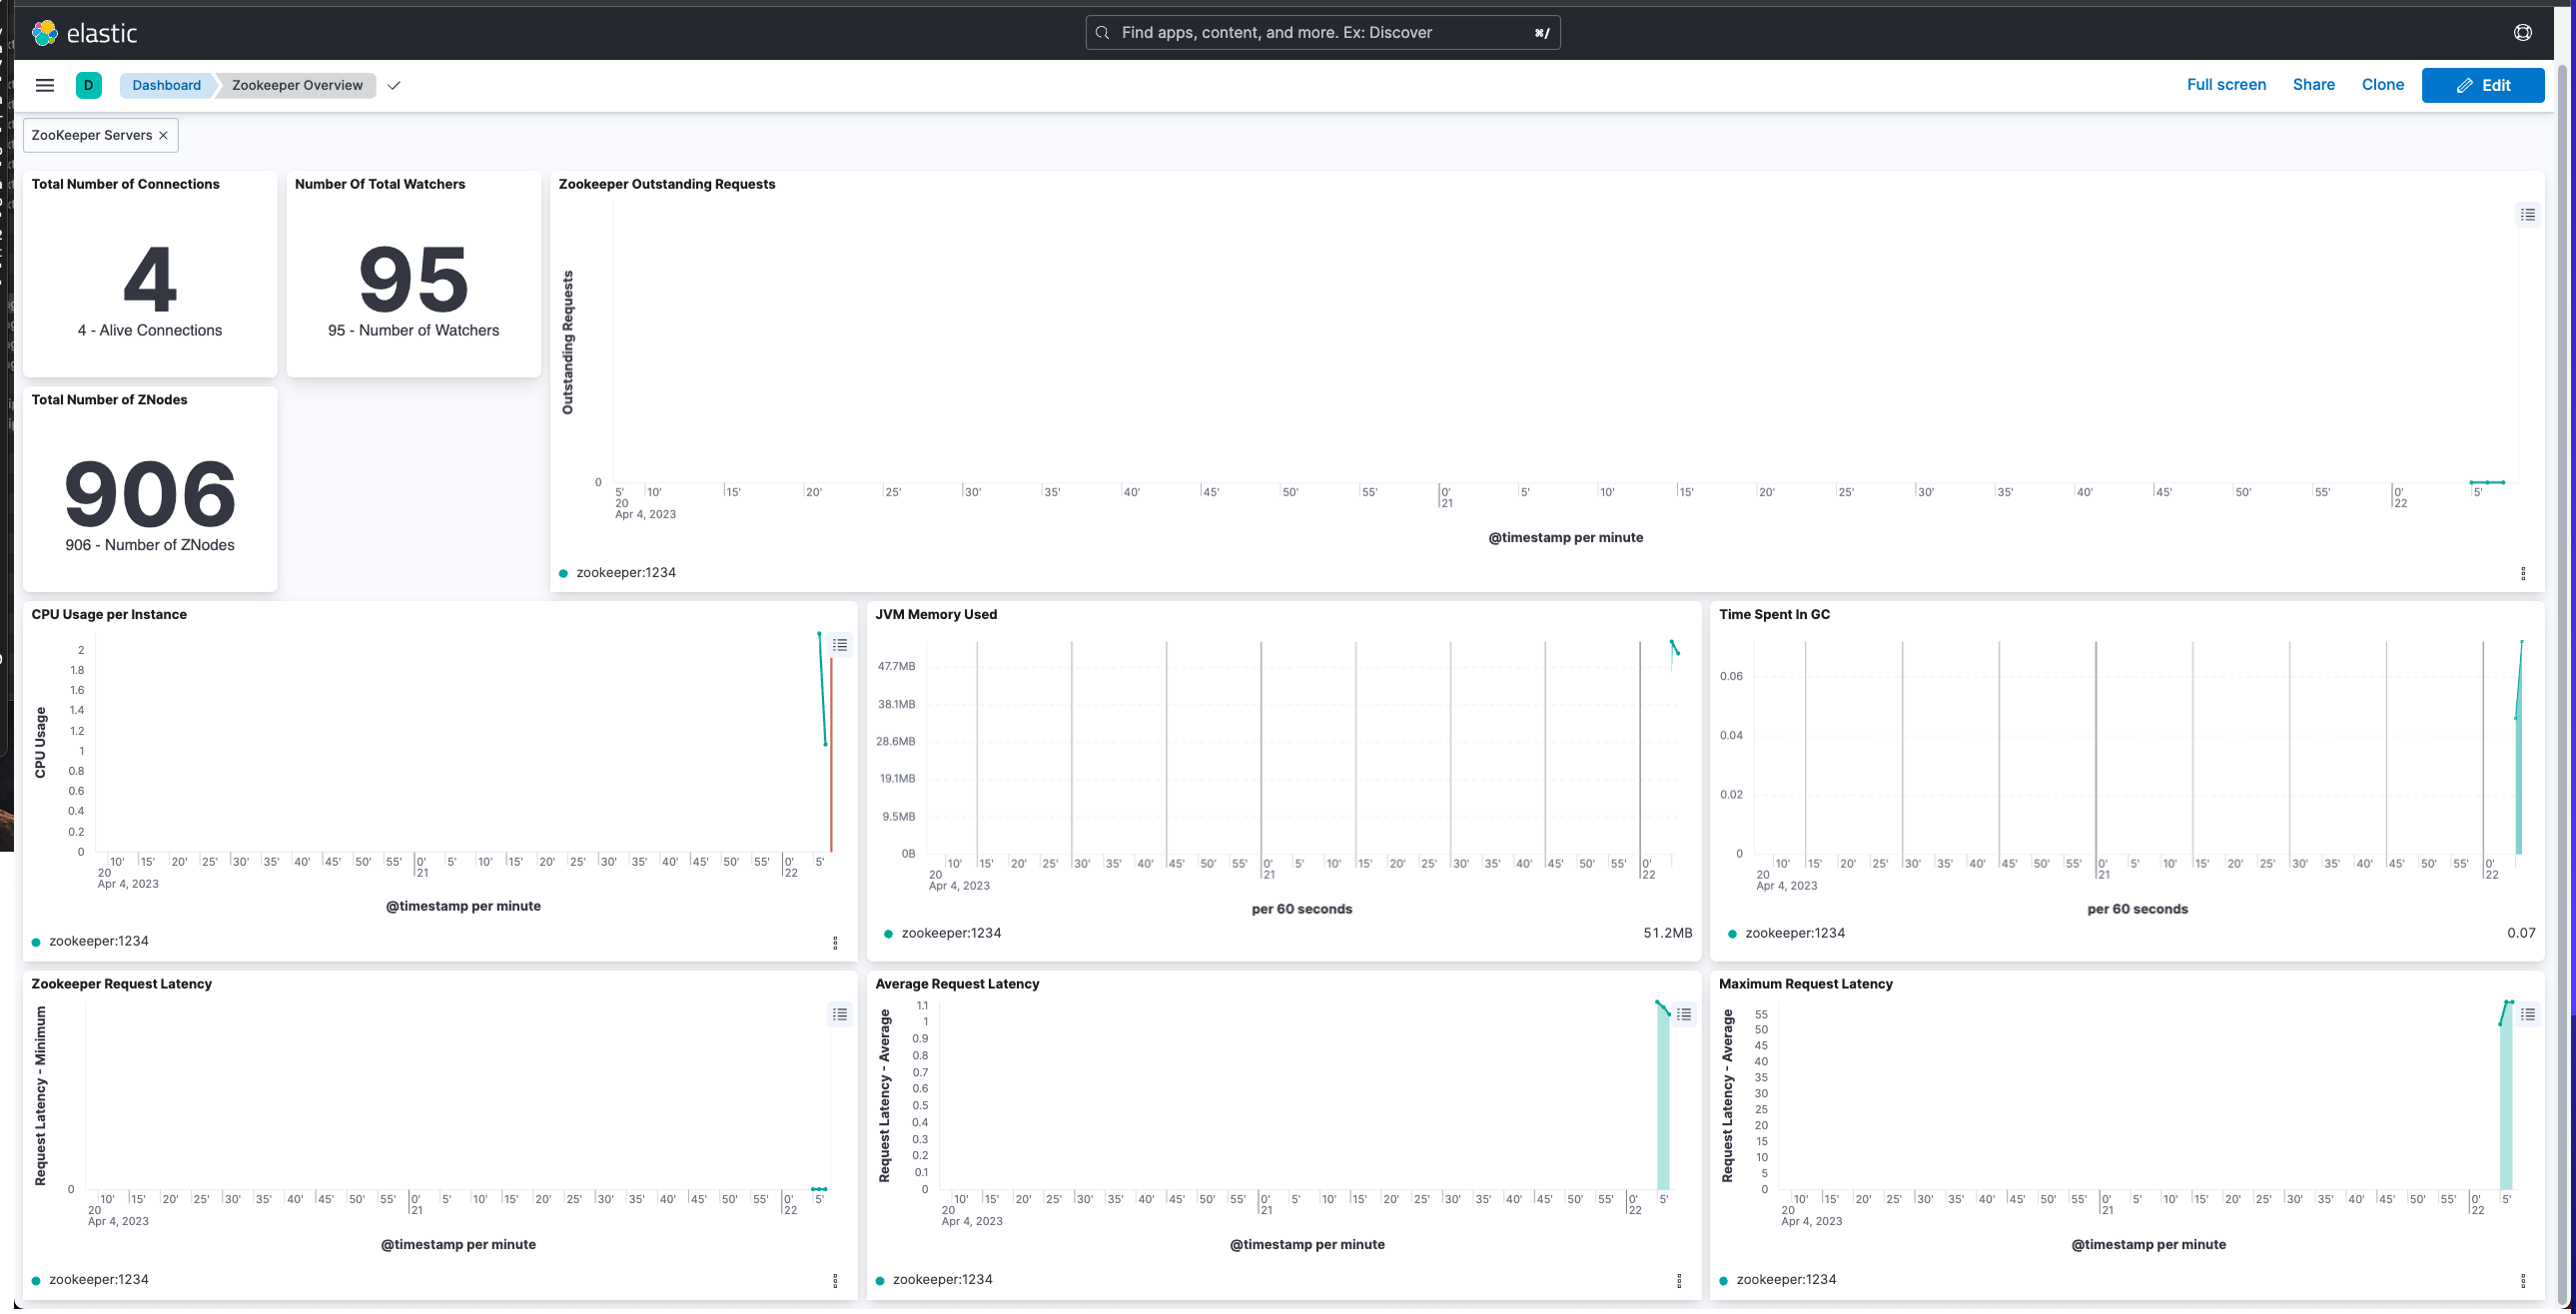 elastic
Find apps, content, and more. Ex: Discover
⌘/
D
Dashboard
Zookeeper Overview
Full screen
Share
Clone
Edit
ZooKeeper Servers ×
Total Number of Connections
4
4 - Alive Connections
Number Of Total Watchers
95
95 - Number of Watchers
Total Number of ZNodes
906
906 - Number of ZNodes
Zookeeper Outstanding Requests
Outstanding Requests
0
5' 10' 15' 20' 25' 30' 35' 40' 45' 50' 55' 0' 5' 10' 15' 20' 25' 30' 35' 40' 45' 50' 55' 0' 5'
20 21 22
Apr 4, 2023
@timestamp per minute
zookeeper:1234
CPU Usage per Instance
CPU Usage
2
1.8
1.6
1.4
1.2
1
0.8
0.6
0.4
0.2
0
10' 15' 20' 25' 30' 35' 40' 45' 50' 55' 0' 5' 10' 15' 20' 25' 30' 35' 40' 45' 50' 55' 0' 5'
20 21 22
Apr 4, 2023
@timestamp per minute
zookeeper:1234
JVM Memory Used
47.7MB
38.1MB
28.6MB
19.1MB
9.5MB
0B
10' 15' 20' 25' 30' 35' 40' 45' 50' 55' 0' 5' 10' 15' 20' 25' 30' 35' 40' 45' 50' 55' 0'
20 21 22
Apr 4, 2023
per 60 seconds
zookeeper:1234
51.2MB
Time Spent In GC
0.06
0.04
0.02
0
10' 15' 20' 25' 30' 35' 40' 45' 50' 55' 0' 5' 10' 15' 20' 25' 30' 35' 40' 45' 50' 55' 0'
20 21 22
Apr 4, 2023
per 60 seconds
zookeeper:1234
0.07
Zookeeper Request Latency
Request Latency - Minimum
0
10' 15' 20' 25' 30' 35' 40' 45' 50' 55' 0' 5' 10' 15' 20' 25' 30' 35' 40' 45' 50' 55' 0' 5'
20 21 22
Apr 4, 2023
@timestamp per minute
zookeeper:1234
Average Request Latency
Request Latency - Average
1.1
1
0.9
0.8
0.7
0.6
0.5
0.4
0.3
0.2
0.1
0
10' 15' 20' 25' 30' 35' 40' 45' 50' 55' 0' 5' 10' 15' 20' 25' 30' 35' 40' 45' 50' 55' 0' 5'
20 21 22
Apr 4, 2023
@timestamp per minute
zookeeper:1234
Maximum Request Latency
Request Latency - Average
55
50
45
40
35
30
25
20
15
10
5
0
10' 15' 20' 25' 30' 35' 40' 45' 50' 55' 0' 5' 10' 15' 20' 25' 30' 35' 40' 45' 50' 55' 0' 5'
20 21 22
Apr 4, 2023
@timestamp per minute
zookeeper:1234